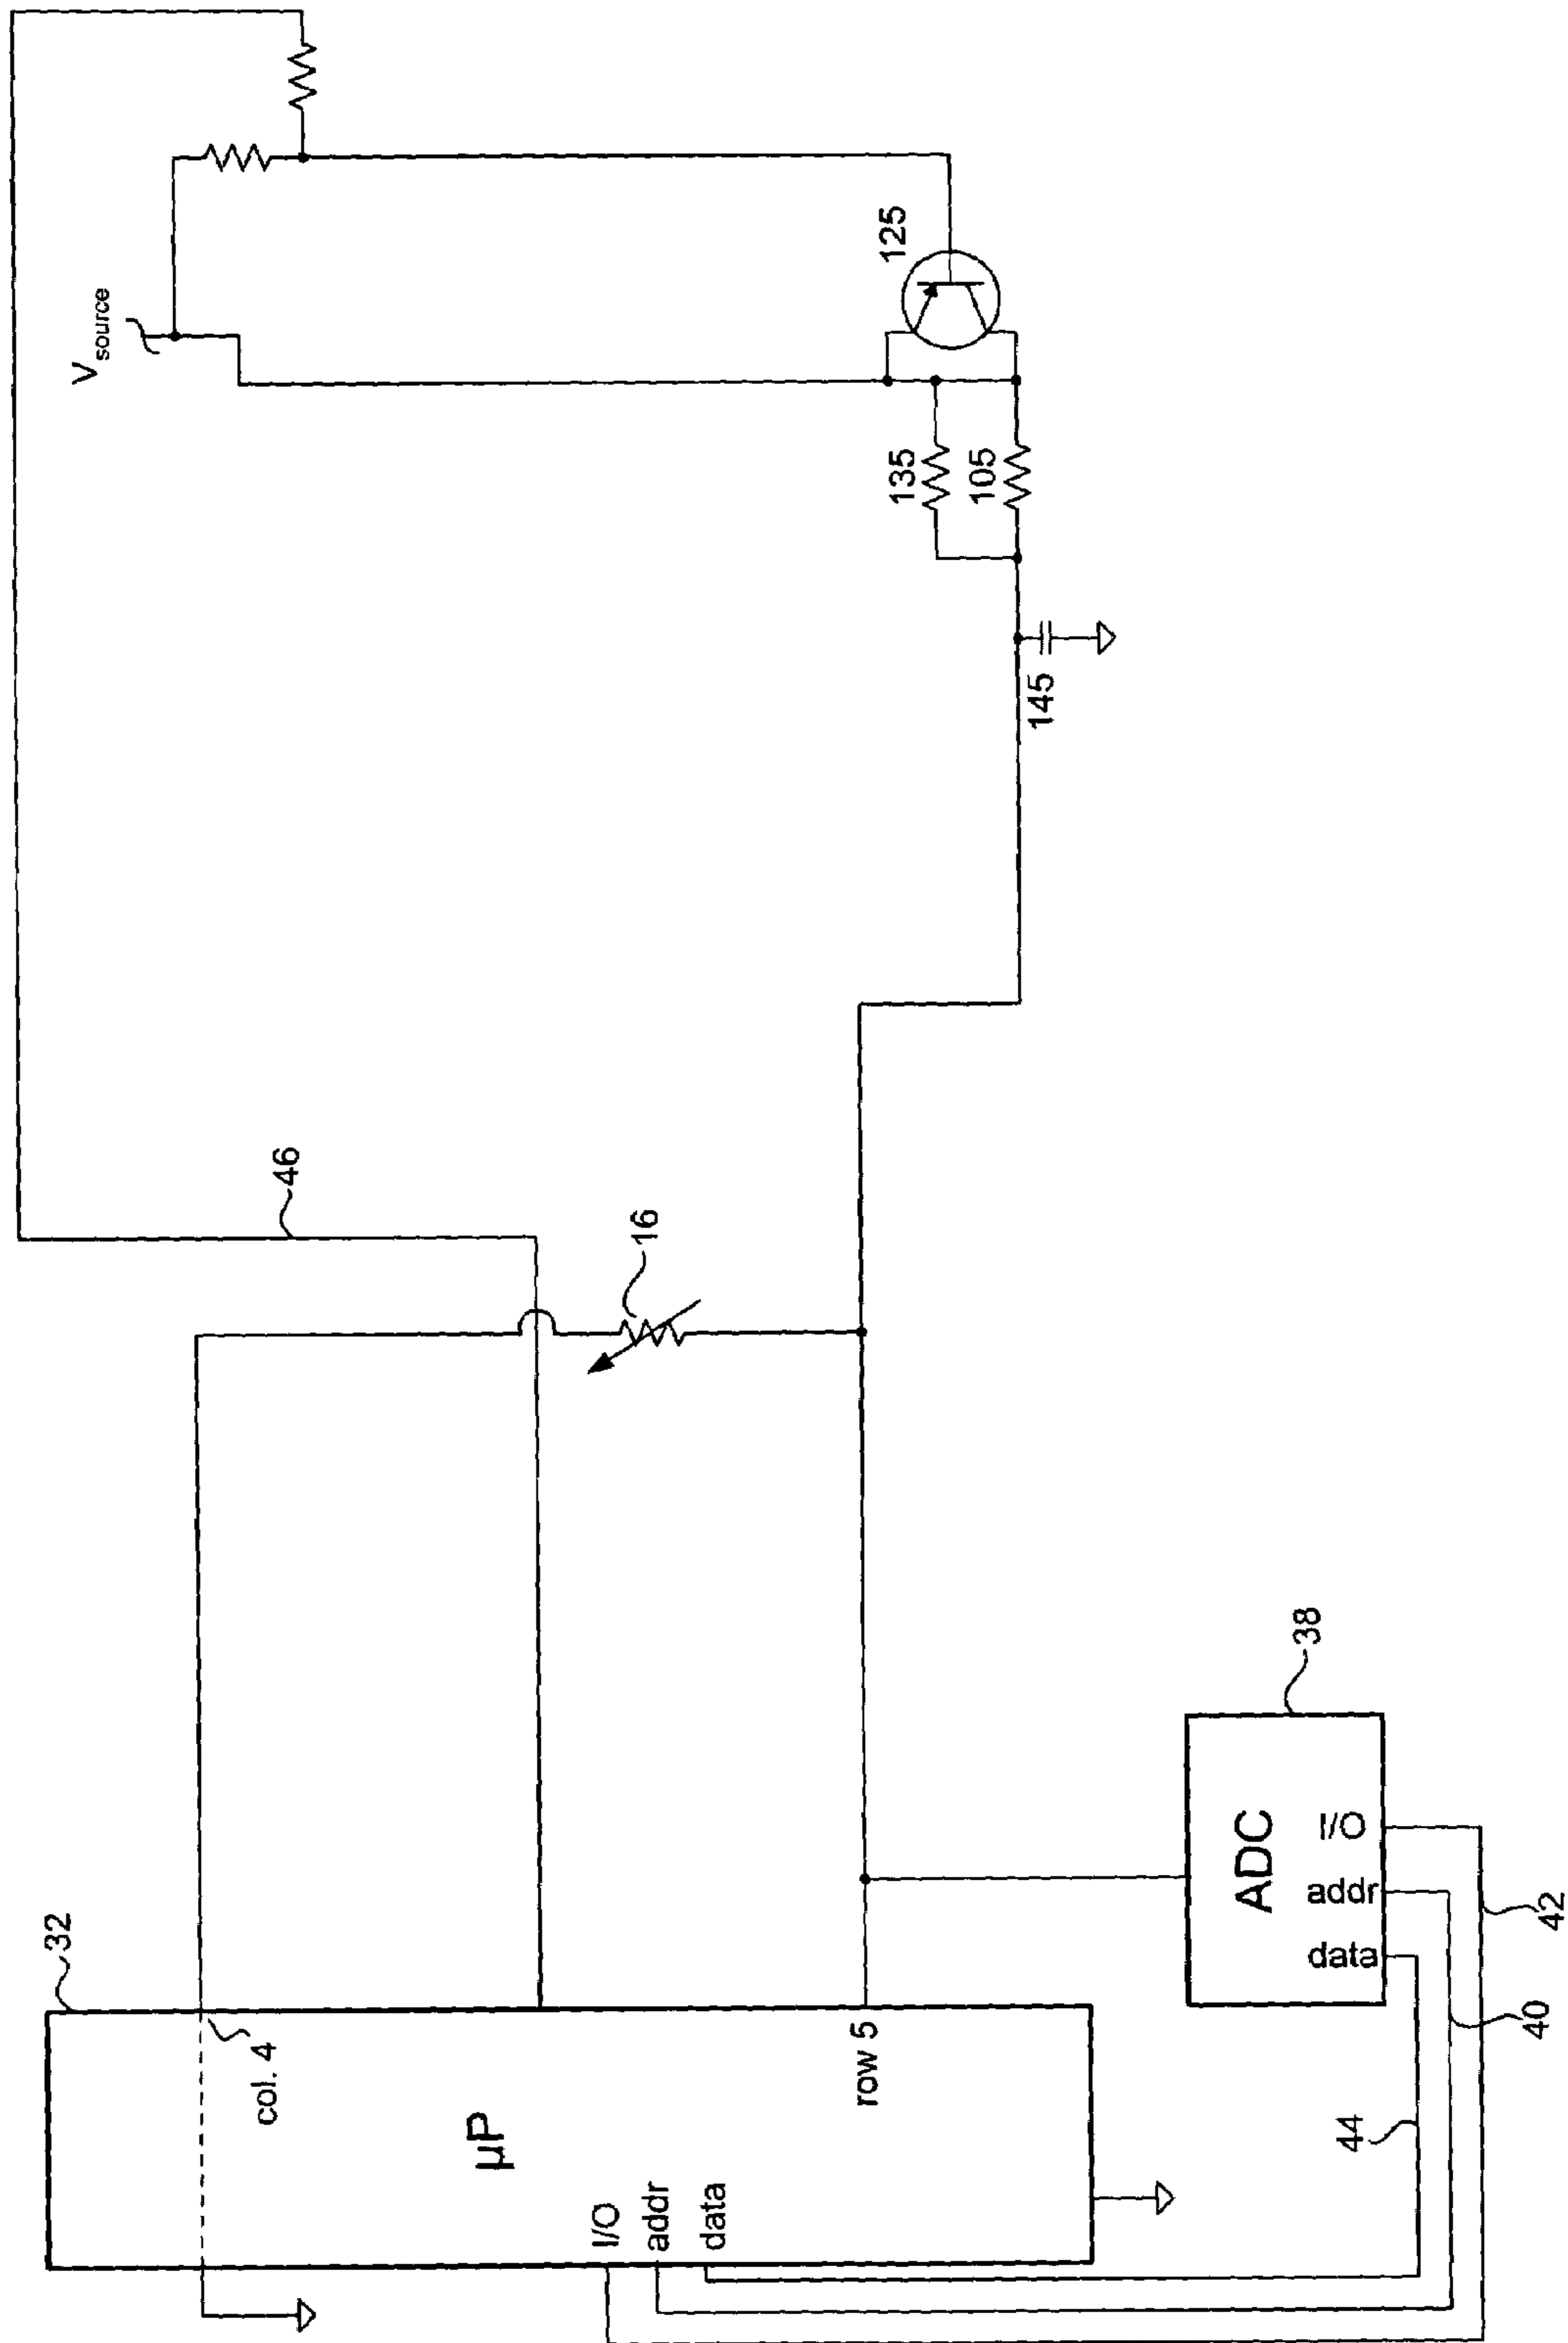 32
col. 4
µP
I/O
addr
data
row 5
ADC
data
addr
I/O
38
44
40
42
46
16
145
135
105
125
Vsource